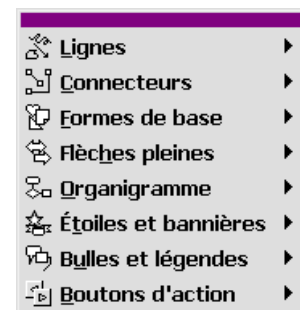 Lignes
Connecteurs
Formes de base
Flèches pleines
Organigramme
Étoiles et bannières
Bulles et légendes
Boutons d'action